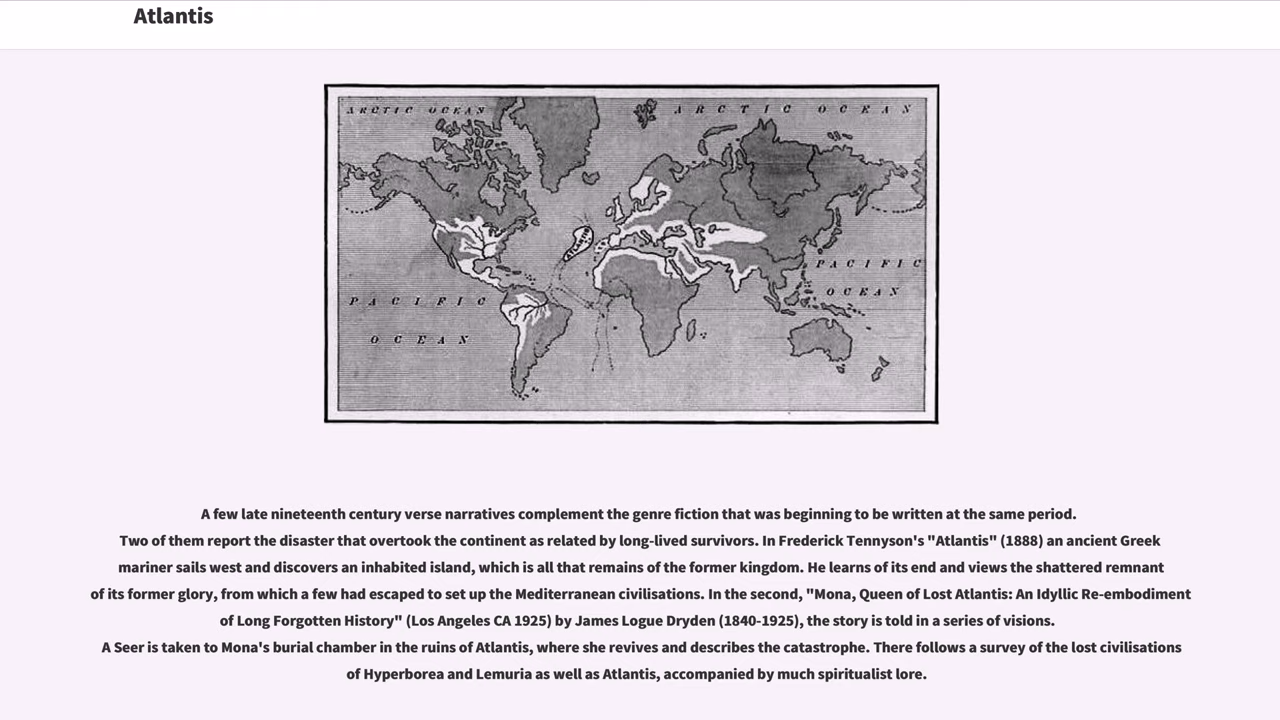 Atlantis
ARCTIC OCEAN
ARCTIC OCEAN
ATLANTIS
PACIFIC
OCEAN
PACIFIC
OCEAN
A few late nineteenth century verse narratives complement the genre fiction that was beginning to be written at the same period.
Two of them report the disaster that overtook the continent as related by long-lived survivors. In Frederick Tennyson's "Atlantis" (1888) an ancient Greek
mariner sails west and discovers an inhabited island, which is all that remains of the former kingdom. He learns of its end and views the shattered remnant
of its former glory, from which a few had escaped to set up the Mediterranean civilisations. In the second, "Mona, Queen of Lost Atlantis: An Idyllic Re-embodiment
of Long Forgotten History" (Los Angeles CA 1925) by James Logue Dryden (1840-1925), the story is told in a series of visions.
A Seer is taken to Mona's burial chamber in the ruins of Atlantis, where she revives and describes the catastrophe. There follows a survey of the lost civilisations
of Hyperborea and Lemuria as well as Atlantis, accompanied by much spiritualist lore.